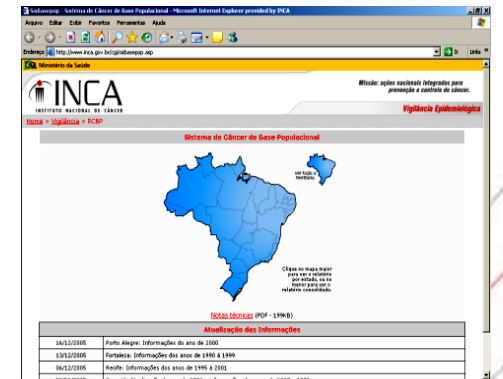 Sisbasepop - Sistema de Câncer de Base Populacional - Microsoft Internet Explorer provided by INCA
Arquivo Editar Exibir Favoritos Ferramentas Ajuda
Endereço http://www.inca.gov.br/cgi/sisbasepop.asp Ir Links
Ministério da Saúde
INCA
INSTITUTO NACIONAL DE CÂNCER
Missão: ações nacionais integradas para
prevenção e controle do câncer.
Vigilância Epidemiológica
Home » Vigilância » RCBP
Sistema de Câncer de Base Populacional
ver todo o
território
Clique no mapa maior
para ver o relatório
por estado, ou no
menor para ver o
relatório consolidado.
Notas técnicas (PDF - 199KB)
Atualização das Informações
16/12/2005 Porto Alegre: Informações do ano de 2000
13/12/2005 Fortaleza: Informações dos anos de 1990 à 1999
06/12/2005 Recife: Informações dos anos de 1995 à 2001